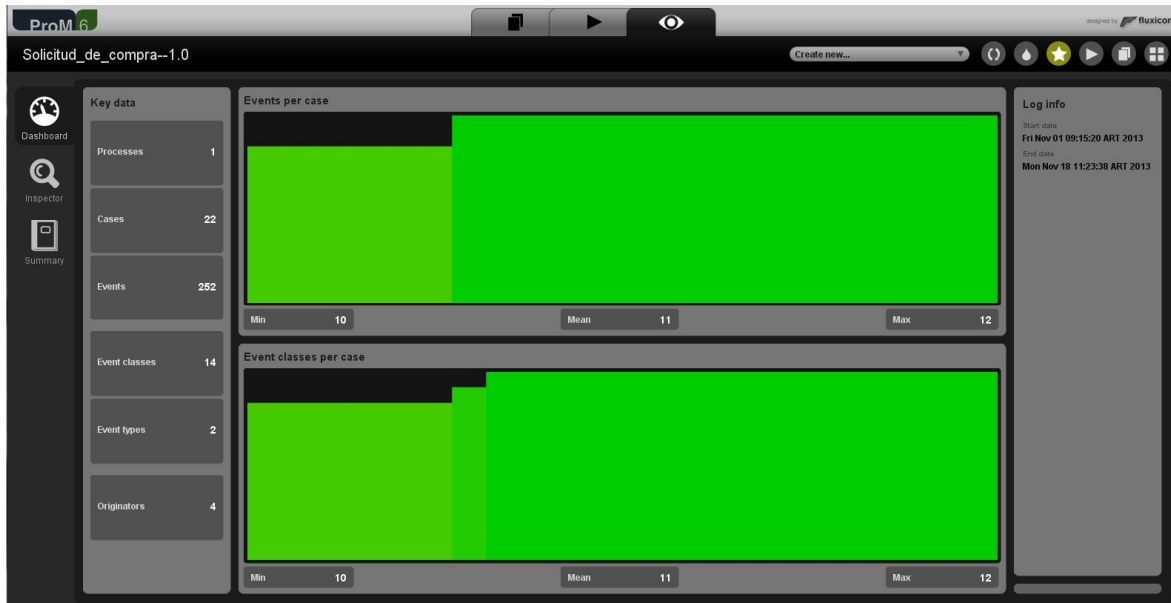 ProM 6
designed by fluxicon
Solicitud_de_compra--1.0
Create new...
Dashboard
Inspector
Summary
Key data
Processes 1
Cases 22
Events 252
Event classes 14
Event types 2
Originators 4
Events per case
Min 10 Mean 11 Max 12
Event classes per case
Min 10 Mean 11 Max 12
Log info
Start date
Fri Nov 01 09:15:20 ART 2013
End date
Mon Nov 18 11:23:38 ART 2013